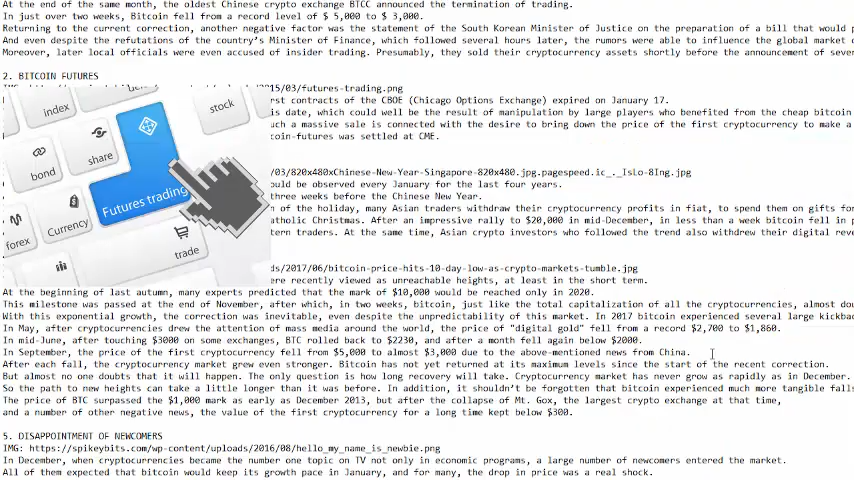 At the end of the same month, the oldest Chinese crypto exchange BTCC announced the termination of trading.
In just over two weeks, Bitcoin fell from a record level of $ 5,000 to $ 3,000.
Returning to the current correction, another negative factor was the statement of the South Korean Minister of Justice on the preparation of a bill that would
And even despite the refutations of the country's Minister of Finance, which followed several hours later, the rumors were able to influence the global market
Moreover, later local officials were even accused of insider trading. Presumably, they sold their cryptocurrency assets shortly before the announcement of
2. BITCOIN FUTURES
15/03/futures-trading.png
rst contracts of the CBOE (Chicago Options Exchange) expired on January 17.
is date, which could well be the result of manipulation by large players who benefited from the cheap bitcoin
uch a massive sale is connected with the desire to bring down the price of the first cryptocurrency to make a
coin-futures was settled at CME.
index
stock
share
bond
Futures trading
Currency
forex
trade
/03/820x480xChinese-New-Year-Singapore-820x480.jpg.pagespeed.ic_._IsLo-8Ing.jpg
ould be observed every January for the last four years.
three weeks before the Chinese New Year.
n of the holiday, many Asian traders withdraw their cryptocurrency profits in fiat, to spend them on gifts
atholic Christmas. After an impressive rally to $20,000 in mid-December, in less than a week bitcoin fell in
tern traders. At the same time, Asian crypto investors who followed the trend also withdrew their digital
ds/2017/06/bitcoin-price-hits-10-day-low-as-crypto-markets-tumble.jpg
ere recently viewed as unreachable heights, at least in the short term.
At the beginning of last autumn, many experts predicted that the mark of $10,000 would be reached only in 2020.
This milestone was passed at the end of November, after which, in two weeks, bitcoin, just like the total capitalization of all the cryptocurrencies, almost
With this exponential growth, the correction was inevitable, even despite the unpredictability of this market. In 2017 bitcoin experienced several large
In May, after cryptocurrencies drew the attention of mass media around the world, the price of "digital gold" fell from a record $2,700 to $1,860.
In mid-June, after touching $3000 on some exchanges, BTC rolled back to $2230, and after a month fell again below $2000.
In September, the price of the first cryptocurrency fell from $5,000 to almost $3,000 due to the above-mentioned news from China.
After each fall, the cryptocurrency market grew even stronger. Bitcoin has not yet returned at its maximum levels since the start of the recent correction.
But almost no one doubts that it will happen. The only question is how long recovery will take. Cryptocurrency market has never grow as rapidly as in December.
So the path to new heights can take a little longer than it was before. In addition, it shouldn't be forgotten that bitcoin experienced much more tangible
The price of BTC surpassed the $1,000 mark as early as December 2013, but after the collapse of Mt. Gox, the largest crypto exchange at that time,
and a number of other negative news, the value of the first cryptocurrency for a long time kept below $300.
5. DISAPPOINTMENT OF NEWCOMERS
IMG: https://spikeybits.com/wp-content/uploads/2016/08/hello_my_name_is_newbie.png
In December, when cryptocurrencies became the number one topic on TV not only in economic programs, a large number of newcomers entered the market.
All of them expected that bitcoin would keep its growth pace in January, and for many, the drop in price was a real shock.